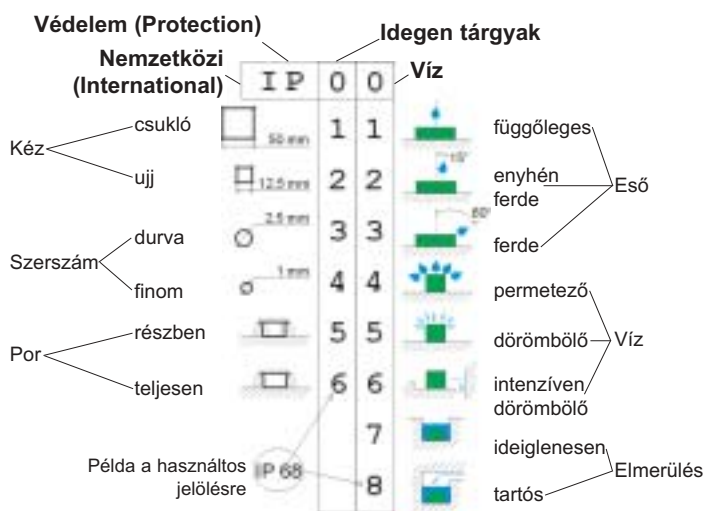 Védelem (Protection)
Idegen tárgyak
Nemzetközi
(International)
IP 0 0
Víz
Kéz
csukló
50 mm
1 1
függőleges
ujj
12.5 mm
2 2
15°
enyhén
ferde
Eső
Szerszám
durva
2.5 mm
3 3
60°
ferde
finom
1 mm
4 4
permetező
Por
részben
5 5
dörömbölő
Víz
teljesen
6 6
intenzíven
dörömbölő
7
ideiglenesen
Elmerülés
Példa a használtos
jelölésre
IP 68
8
tartós